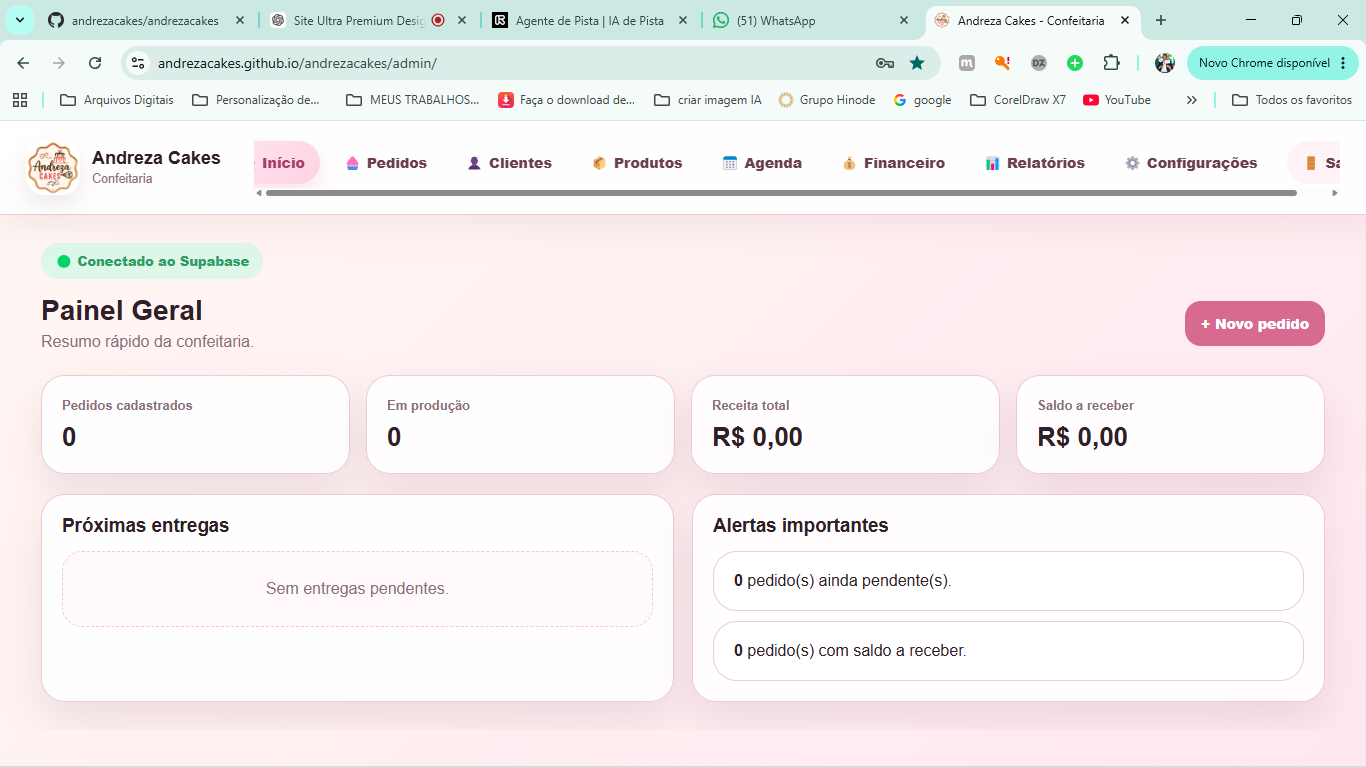 andrezacakes/andrezacakes
Site Ultra Premium Desig
Agente de Pista | IA de Pista
(51) WhatsApp
Andreza Cakes - Confeitaria
andrezacakes.github.io/andrezacakes/admin/
Novo Chrome disponível
Arquivos Digitais
Personalização de...
MEUS TRABALHOS...
Faça o download de...
criar imagem IA
Grupo Hinode
google
CorelDraw X7
YouTube
Todos os favoritos
Andreza Cakes
Confeitaria
Andreza
CAKES
Início
Pedidos
Clientes
Produtos
Agenda
Financeiro
Relatórios
Configurações
Sa
Conectado ao Supabase
Painel Geral
Resumo rápido da confeitaria.
+ Novo pedido
Pedidos cadastrados
0
Em produção
0
Receita total
R$ 0,00
Saldo a receber
R$ 0,00
Próximas entregas
Sem entregas pendentes.
Alertas importantes
0 pedido(s) ainda pendente(s).
0 pedido(s) com saldo a receber.